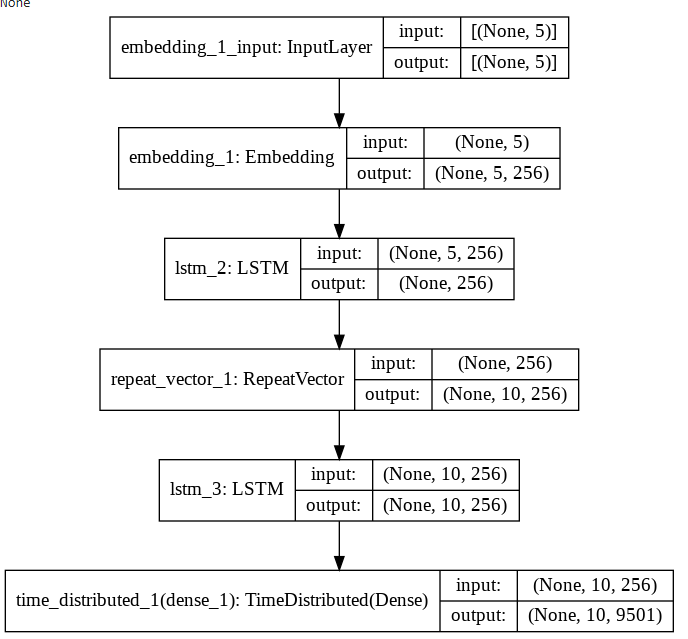 None
embedding_1_input: InputLayer
input:
[(None, 5)]
output:
[(None, 5)]
embedding_1: Embedding
input:
(None, 5)
output:
(None, 5, 256)
lstm_2: LSTM
input:
(None, 5, 256)
output:
(None, 256)
repeat_vector_1: RepeatVector
input:
(None, 256)
output:
(None, 10, 256)
lstm_3: LSTM
input:
(None, 10, 256)
output:
(None, 10, 256)
time_distributed_1(dense_1): TimeDistributed(Dense)
input:
(None, 10, 256)
output:
(None, 10, 9501)